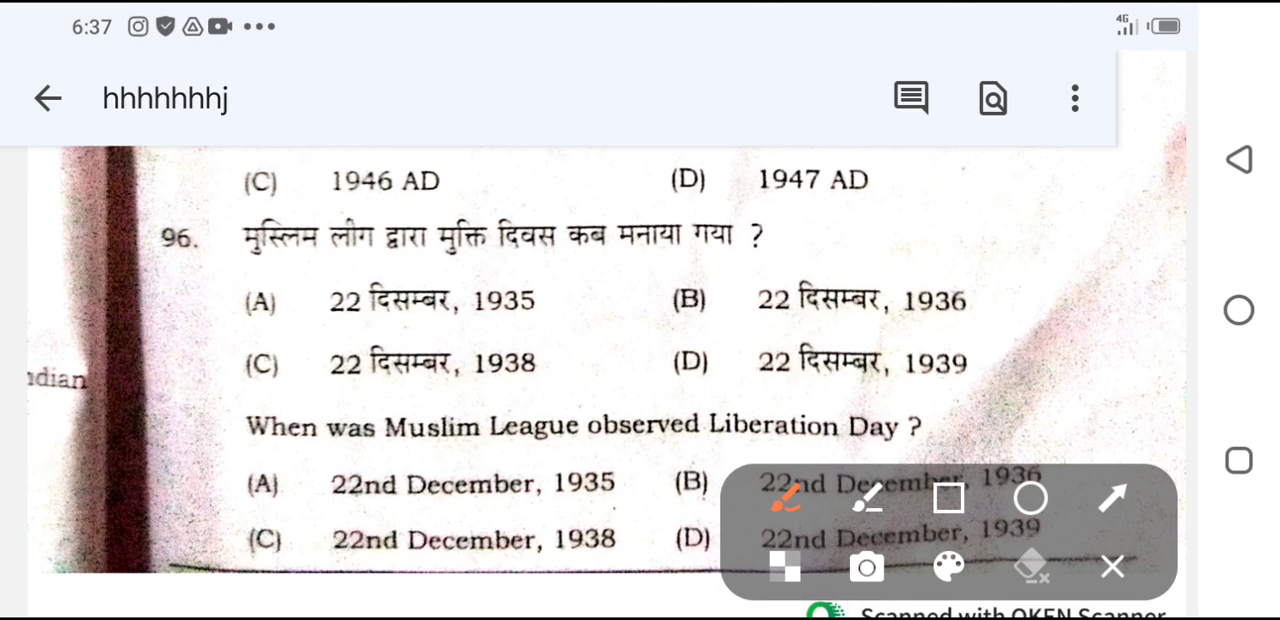 6:37
4G
hhhhhhhj
(C) 1946 AD (D) 1947 AD
96. मुस्लिम लीग द्वारा मुक्ति दिवस कब मनाया गया ?
(A) 22 दिसम्बर, 1935 (B) 22 दिसम्बर, 1936
(C) 22 दिसम्बर, 1938 (D) 22 दिसम्बर, 1939
ndian
When was Muslim League observed Liberation Day ?
(A) 22nd December, 1935 (B) 22nd December, 1936
(C) 22nd December, 1938 (D) 22nd December, 1939
Scanned with OKEN Scanner